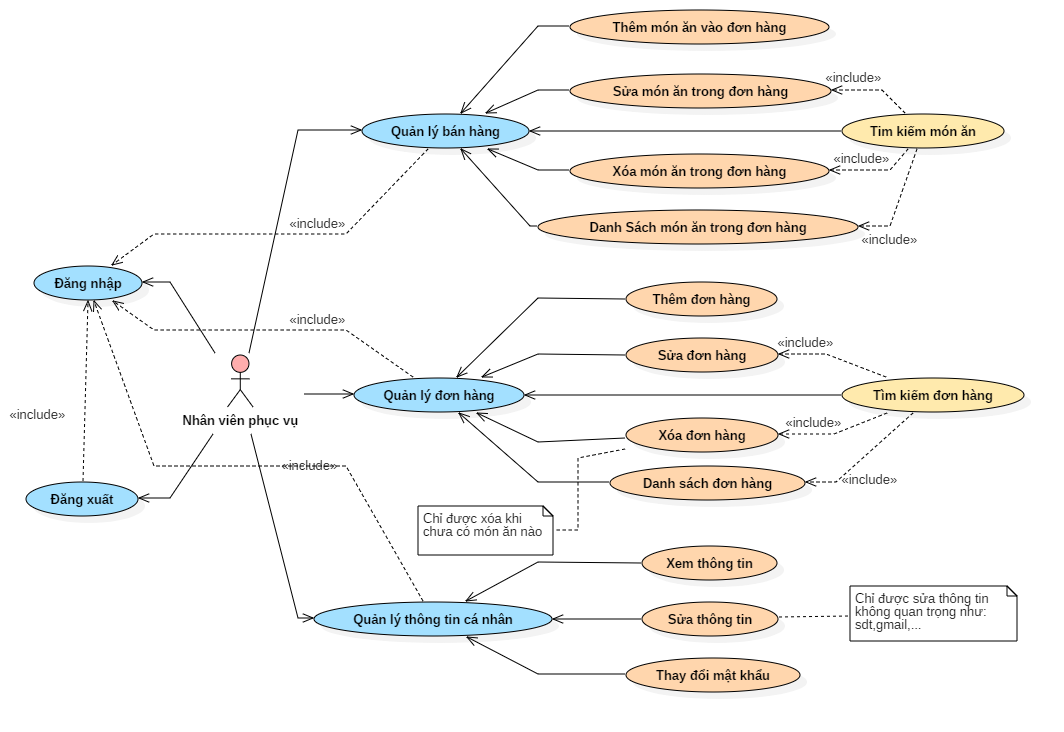 Thêm món ăn vào đơn hàng
«include»
Sửa món ăn trong đơn hàng
Quản lý bán hàng
Tim kiếm món ăn
«include»
Xóa món ăn trong đơn hàng
«include»
Danh Sách món ăn trong đơn hàng
«include»
Đăng nhập
Thêm đơn hàng
«include»
«include»
Sửa đơn hàng
Quản lý đơn hàng
Tìm kiếm đơn hàng
«include»
Nhân viên phục vụ
«include»
Xóa đơn hàng
«include»
«include»
Danh sách đơn hàng
Đăng xuất
Chỉ được xóa khi
chưa có món ăn nào
Xem thông tin
Quản lý thông tin cá nhân
Sửa thông tin
Chỉ được sửa thông tin
không quan trọng như:
sdt,gmail,...
Thay đổi mật khẩu